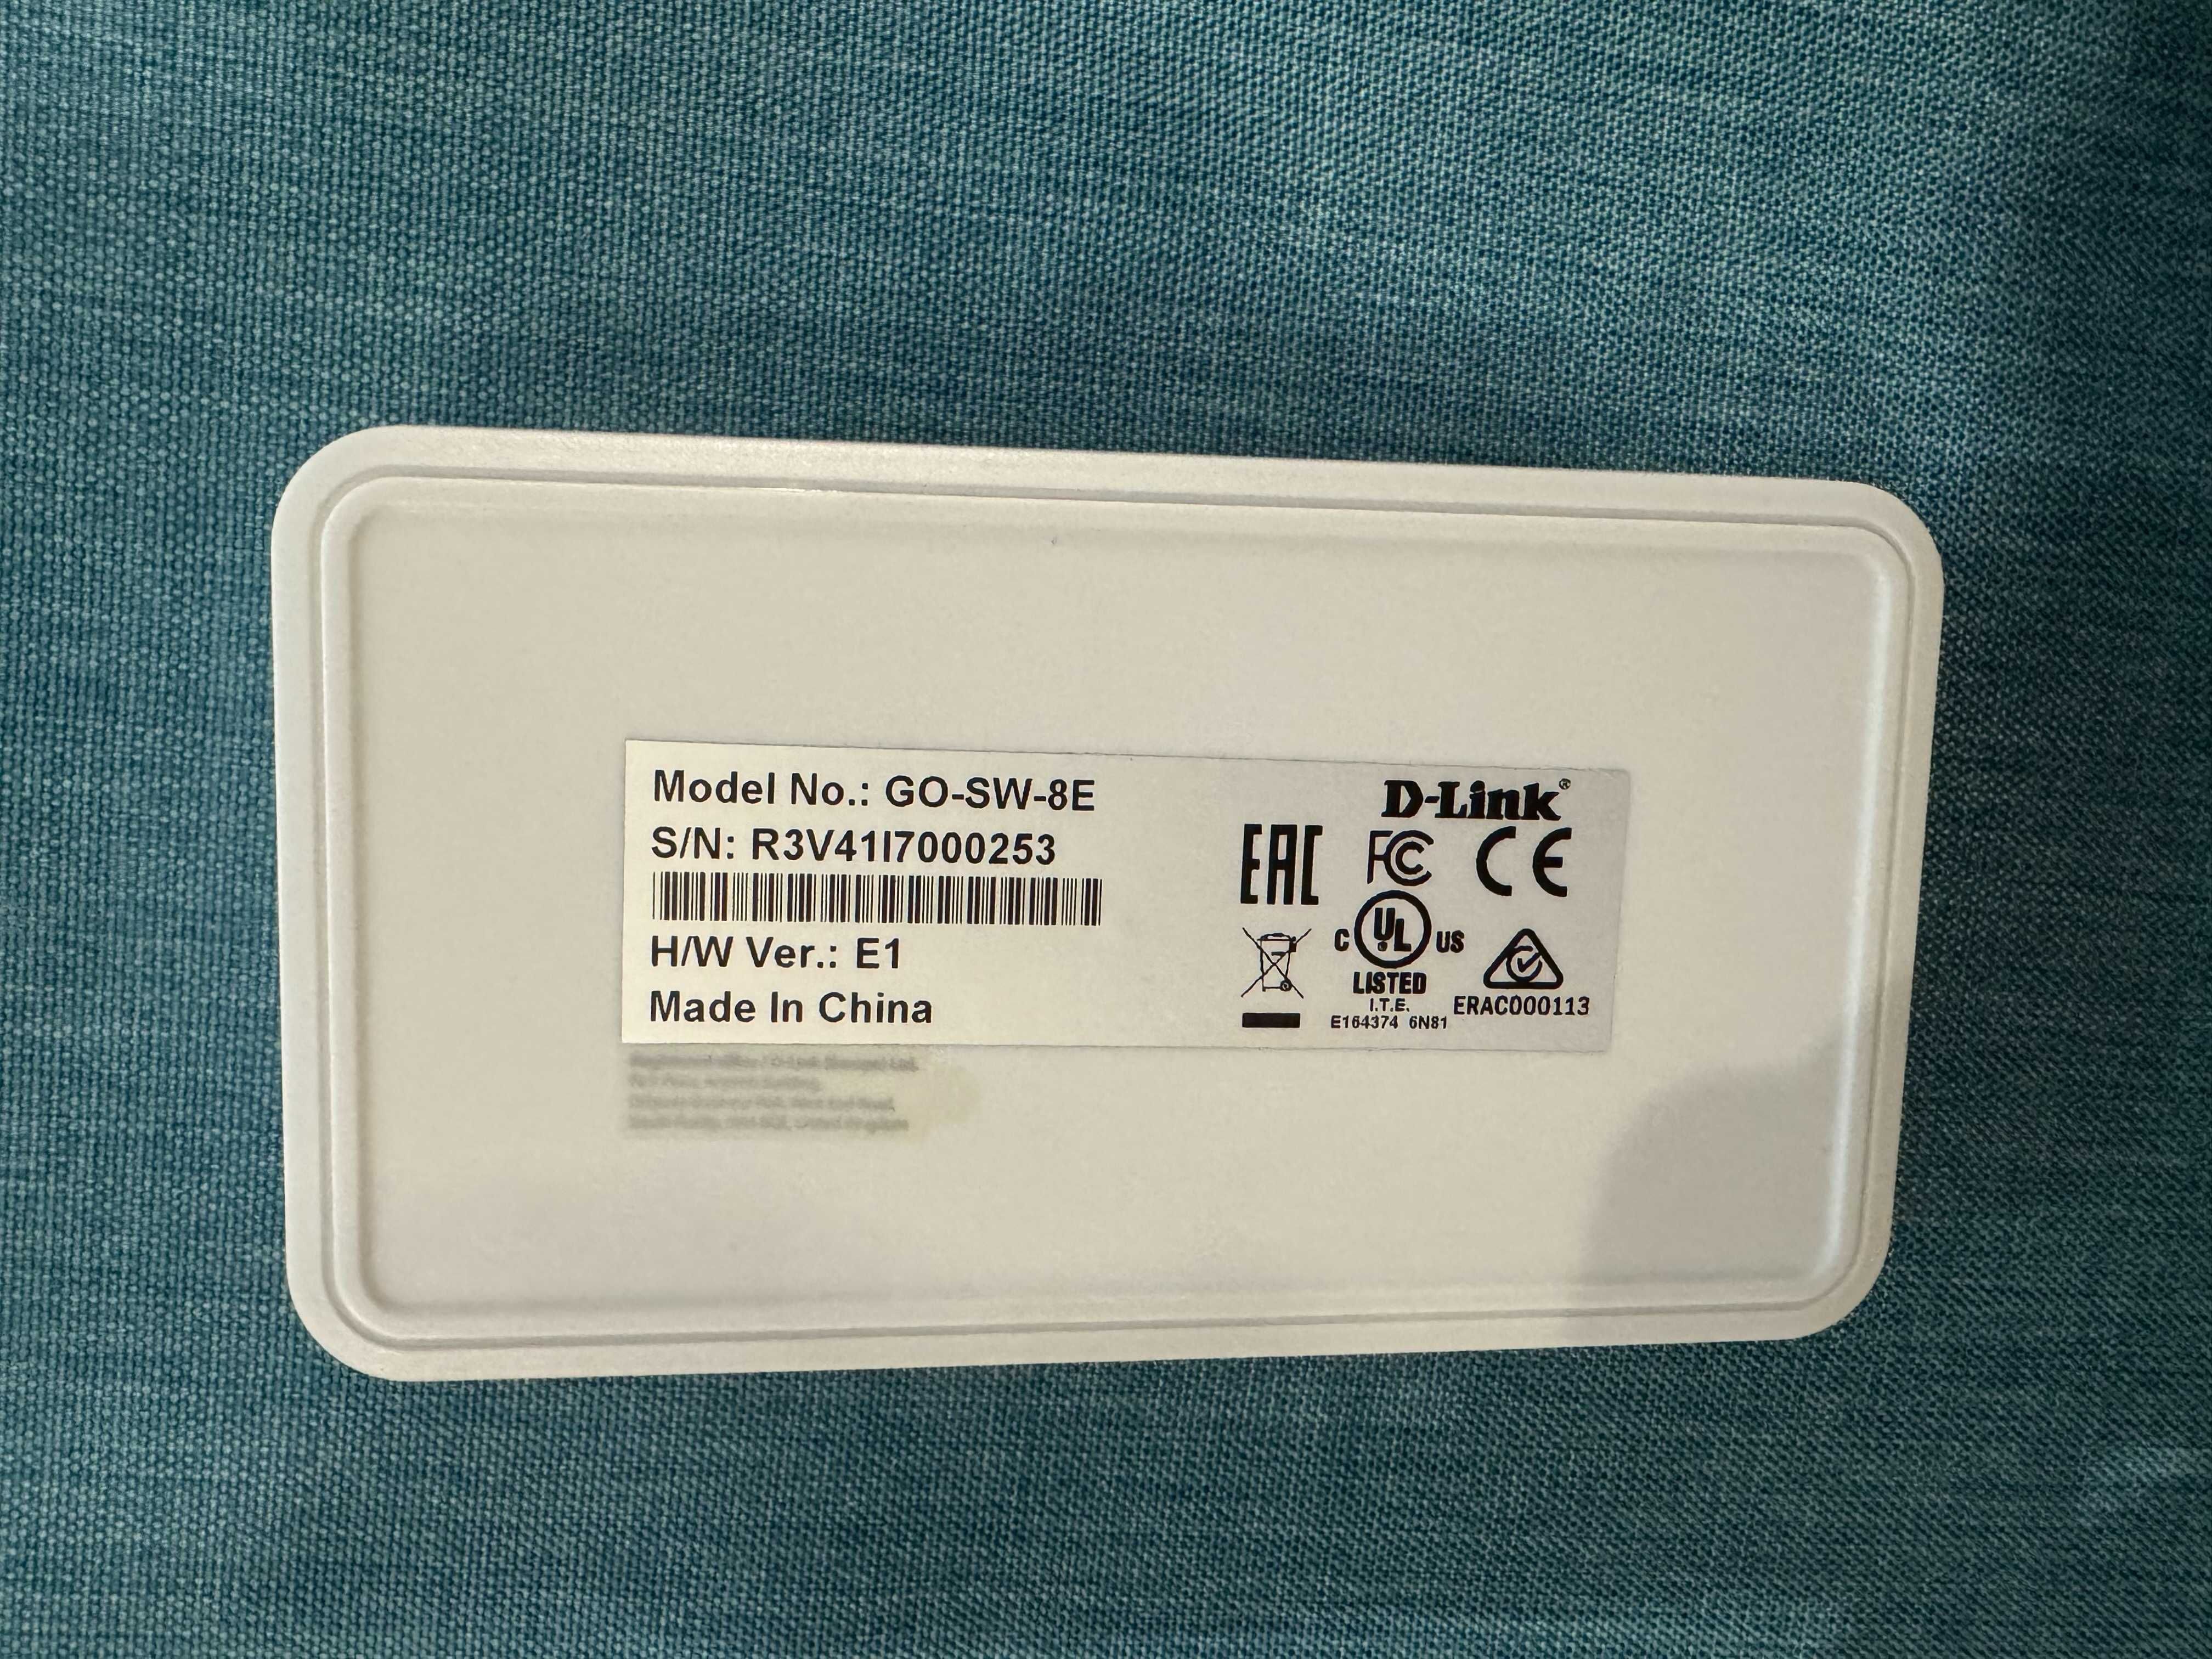 Model No.: GO-SW-8E
S/N: R3V41I7000253
H/W Ver.: E1
Made In China
D-Link®
EAC FC CE
C UL US
LISTED
I.T.E.
E164374 6N81
ERAC000113